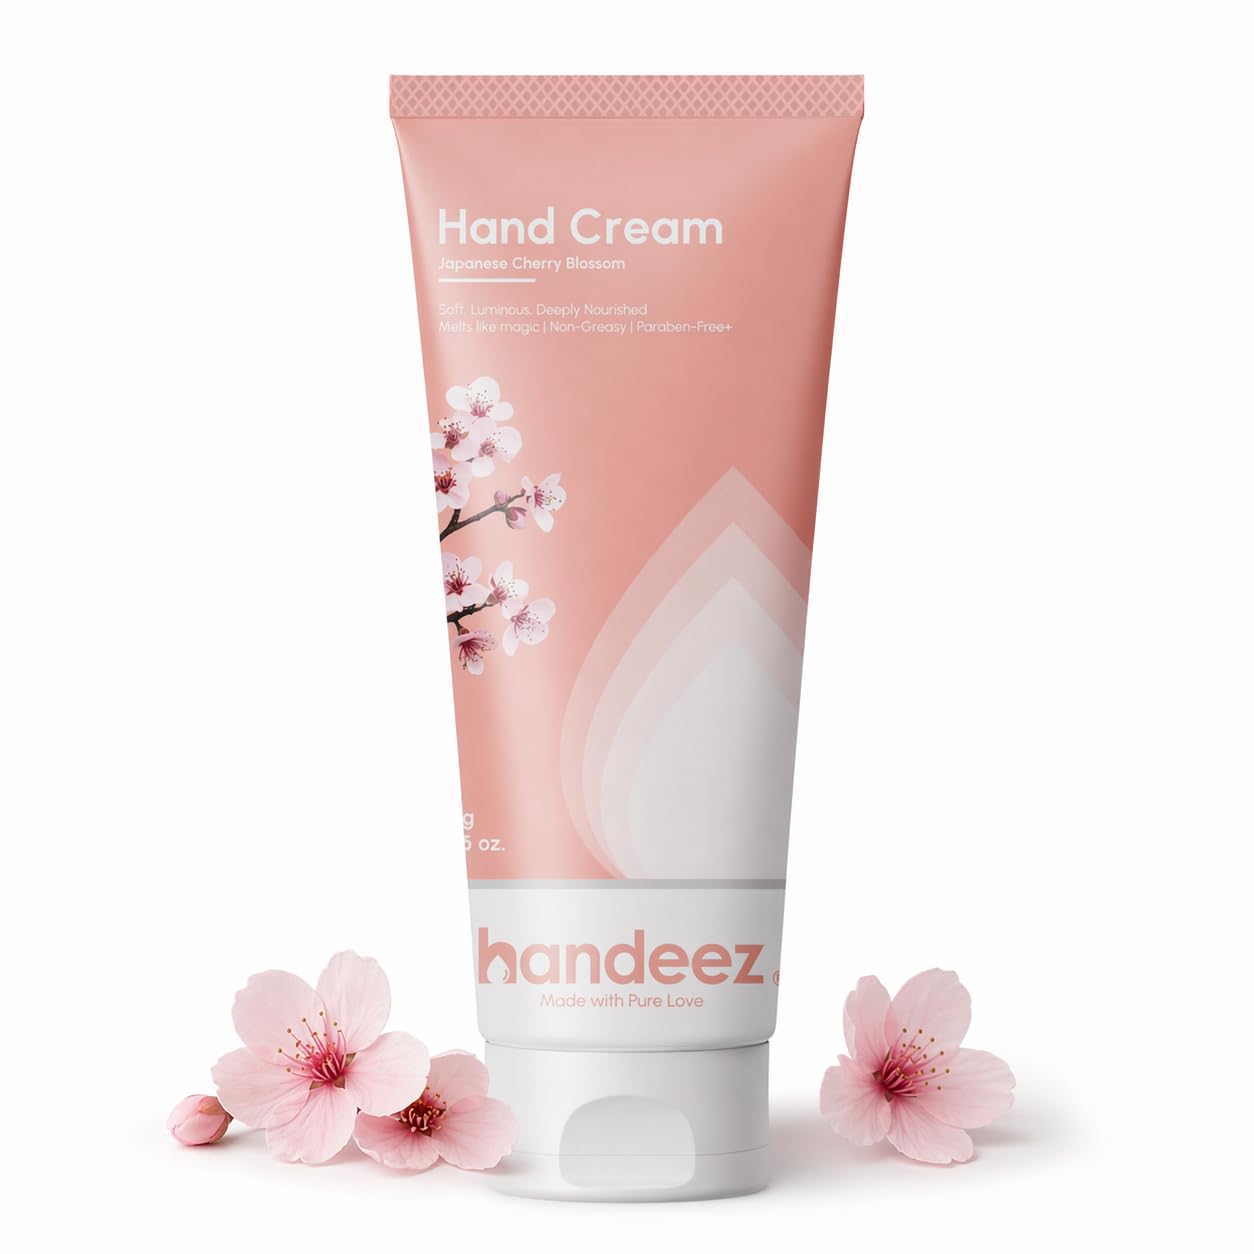 Hand Cream
Japanese Cherry Blossom
Soft. Luminous. Deeply Nourished
Melts like magic | Non-Greasy | Paraben-Free+
g
5 oz.
handeez
Made with Pure Love